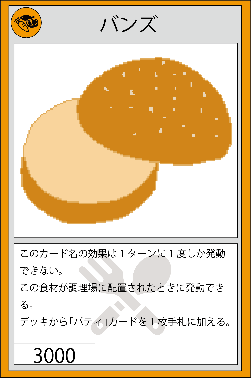 バンズ
このカード名の効果は1ターンに1度しか発動
できない。
この食材が調理場に配置されたときに発動でき
る。
デッキから「パティ」カードを1枚手札に加える。
3000